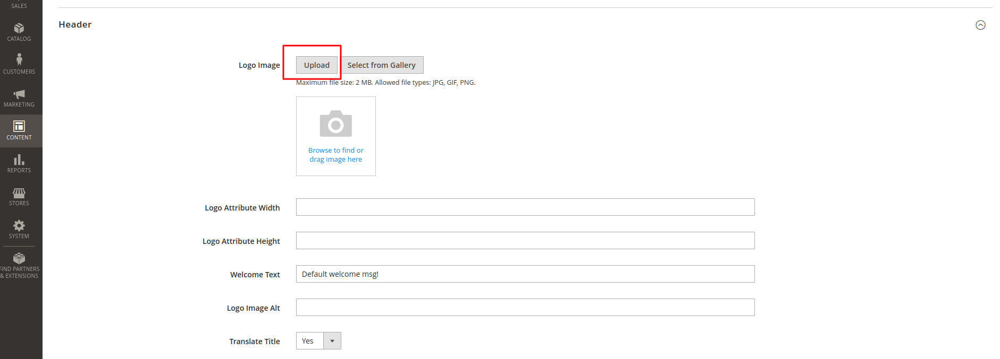 SALES
CATALOG
CUSTOMERS
MARKETING
CONTENT
REPORTS
STORES
SYSTEM
FIND PARTNERS
& EXTENSIONS
Header
Logo Image
Upload
Select from Gallery
Maximum file size: 2 MB. Allowed file types: JPG, GIF, PNG.
Browse to find or
drag image here
Logo Attribute Width
Logo Attribute Height
Welcome Text
Default welcome msg!
Logo Image Alt
Translate Title
Yes